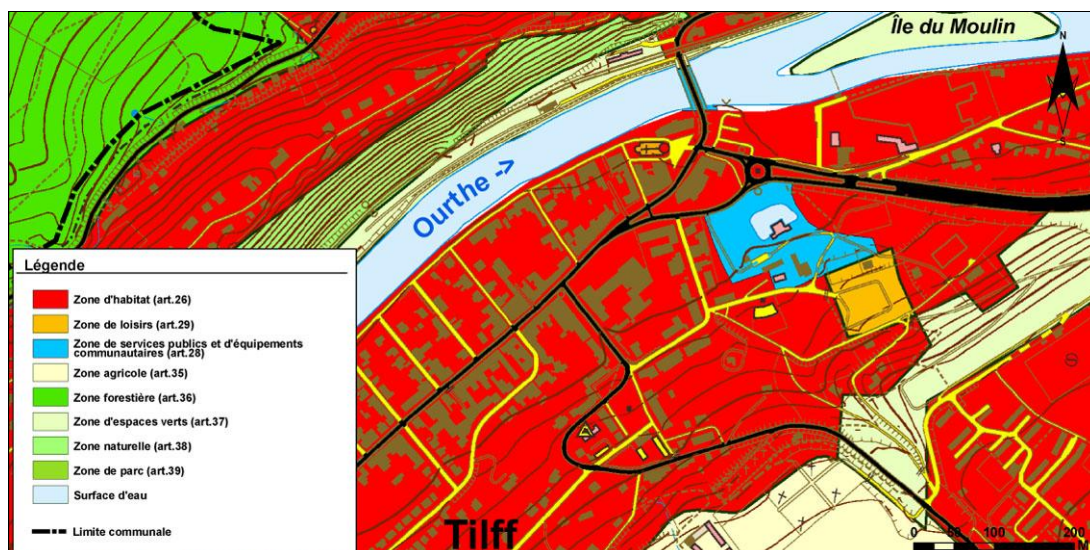 Île du Moulin
N
S
Ourthe ->
Légende
Zone d'habitat (art.26)
Zone de loisirs (art.29)
Zone de services publics et d'équipements
communautaires (art.28)
Zone agricole (art.35)
Zone forestière (art.36)
Zone d'espaces verts (art.37)
Zone naturelle (art.38)
Zone de parc (art.39)
Surface d'eau
Limite communale
Tilff
0 50 100 200